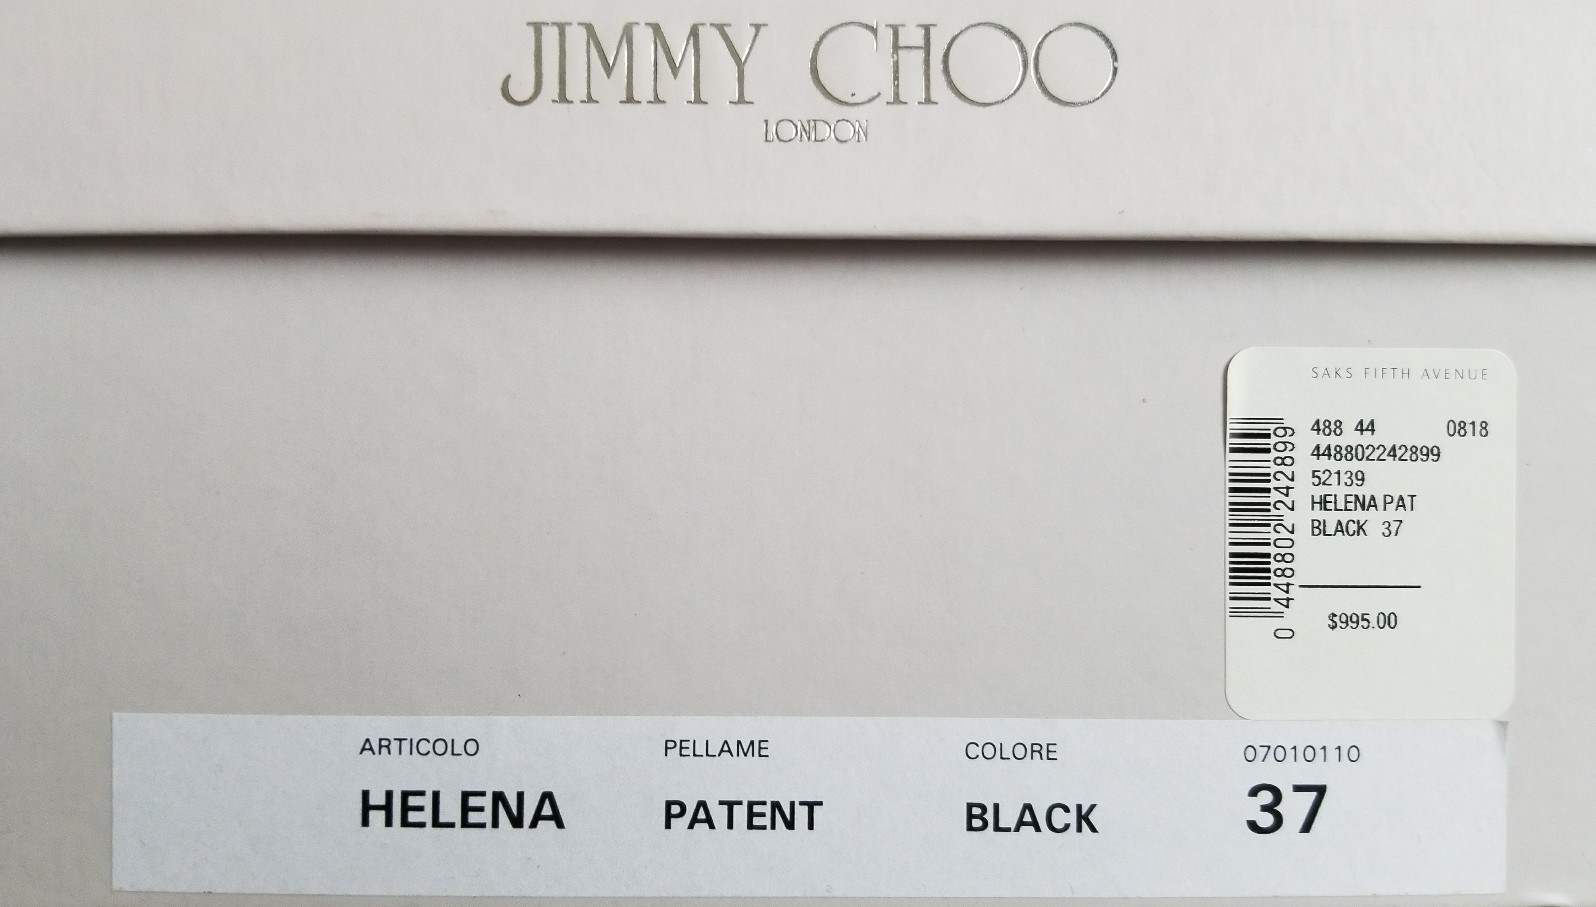 JIMMY CHOO
LONDON
SAKS FIFTH AVENUE
488 44 0818
448802242899
52139
HELENA PAT
BLACK 37
$995.00
0 448802 242899
ARTICOLO PELLAME COLORE 07010110
HELENA PATENT BLACK 37